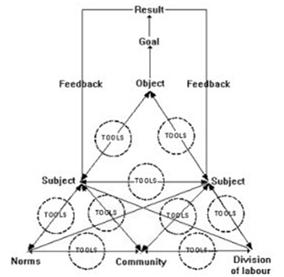 Result
Goal
Feedback Feedback
Object
TOOLS TOOLS
TOOLS
Subject Subject
TOOLS TOOLS TOOLS TOOLS
TOOLS TOOLS
Norms Community Division
of labour